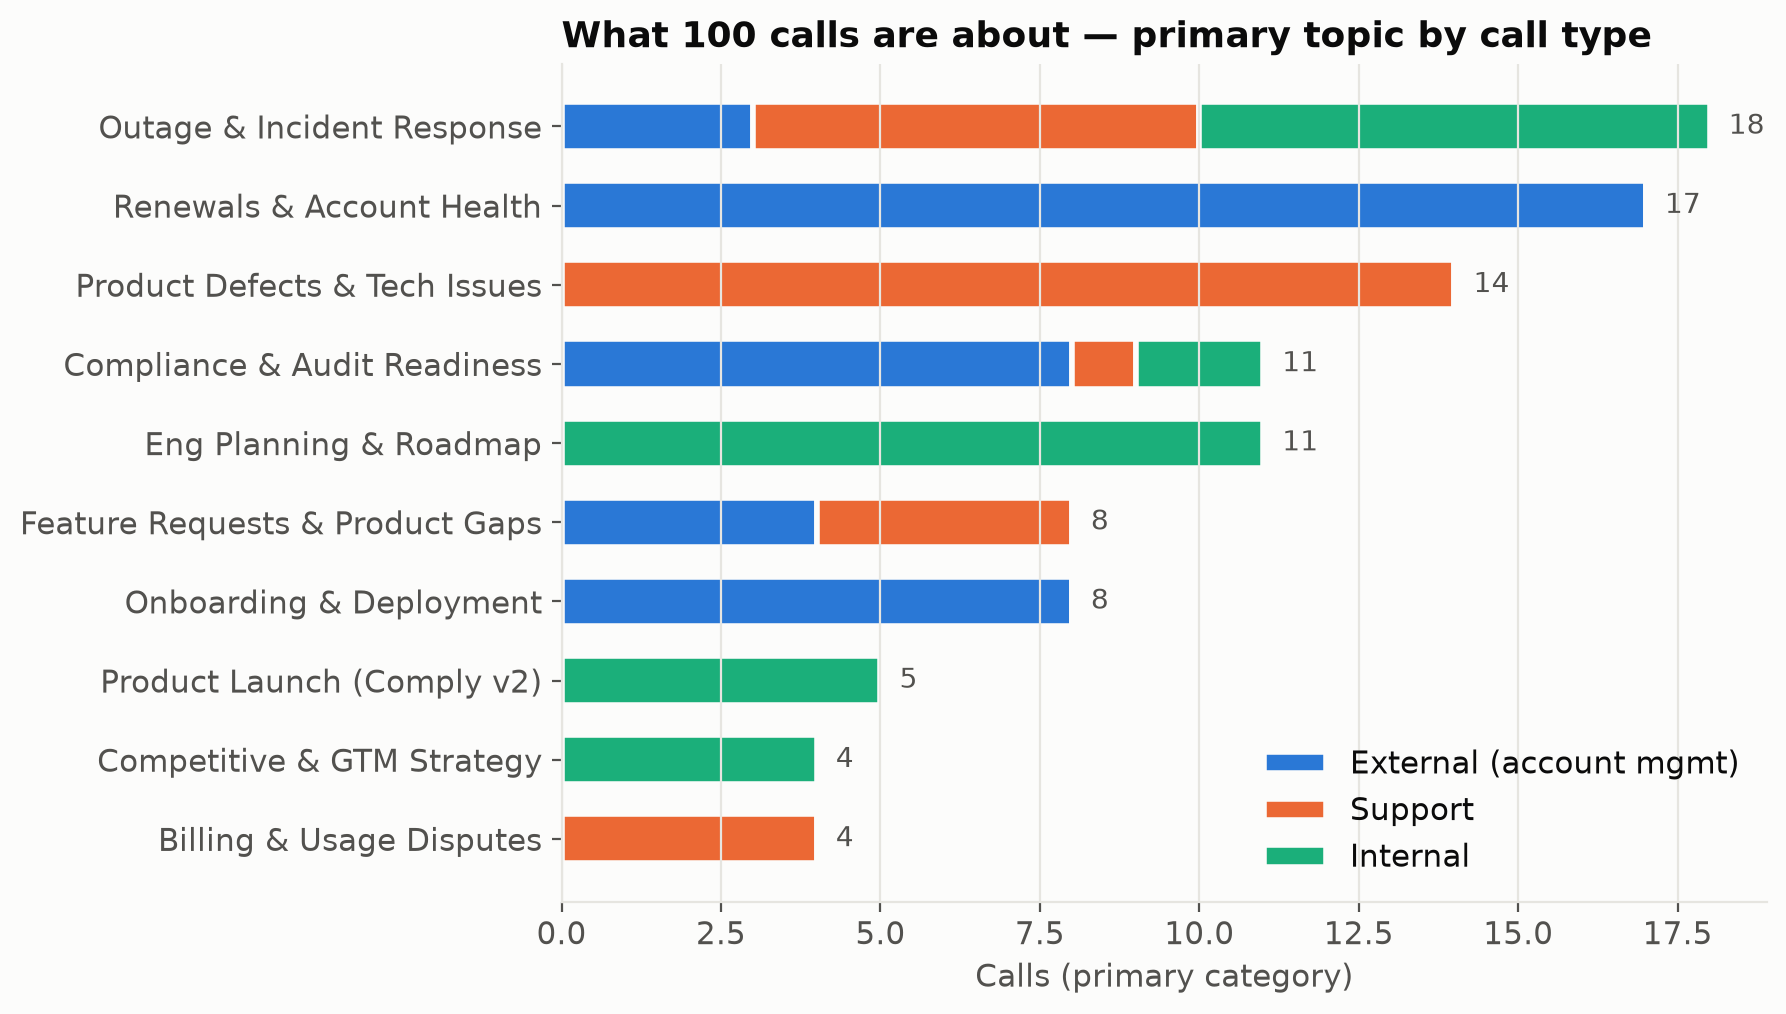 What 100 calls are about — primary topic by call type
Outage & Incident Response
18
Renewals & Account Health
17
Product Defects & Tech Issues
14
Compliance & Audit Readiness
11
Eng Planning & Roadmap
11
Feature Requests & Product Gaps
8
Onboarding & Deployment
8
Product Launch (Comply v2)
5
Competitive & GTM Strategy
4
Billing & Usage Disputes
4
External (account mgmt)
Support
Internal
0.0 2.5 5.0 7.5 10.0 12.5 15.0 17.5
Calls (primary category)